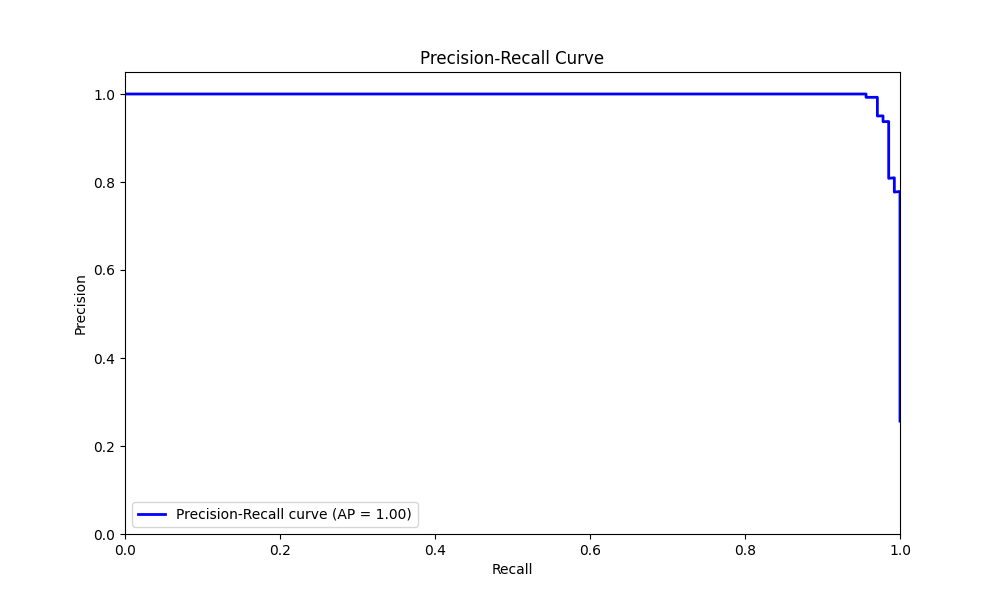 Precision-Recall Curve
1.0
0.8
0.6
0.4
0.2
0.0
Precision
Precision-Recall curve (AP = 1.00)
0.0 0.2 0.4 0.6 0.8 1.0
Recall